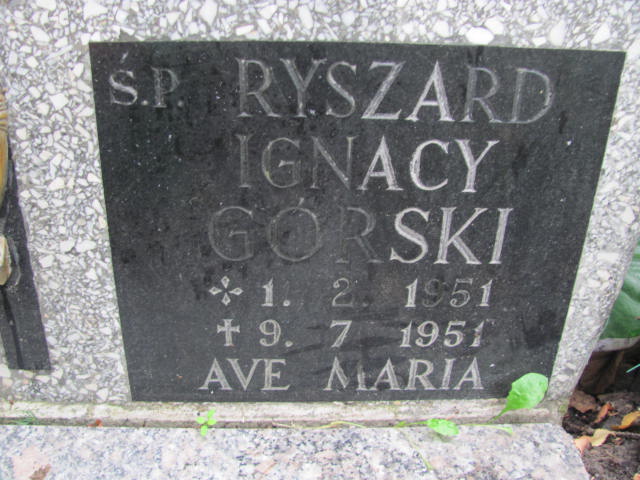 Ś.P. RYSZARD
IGNACY
GÓRSKI
✣ 1. 2. 1951
✝ 9. 7 1951
AVE MARIA